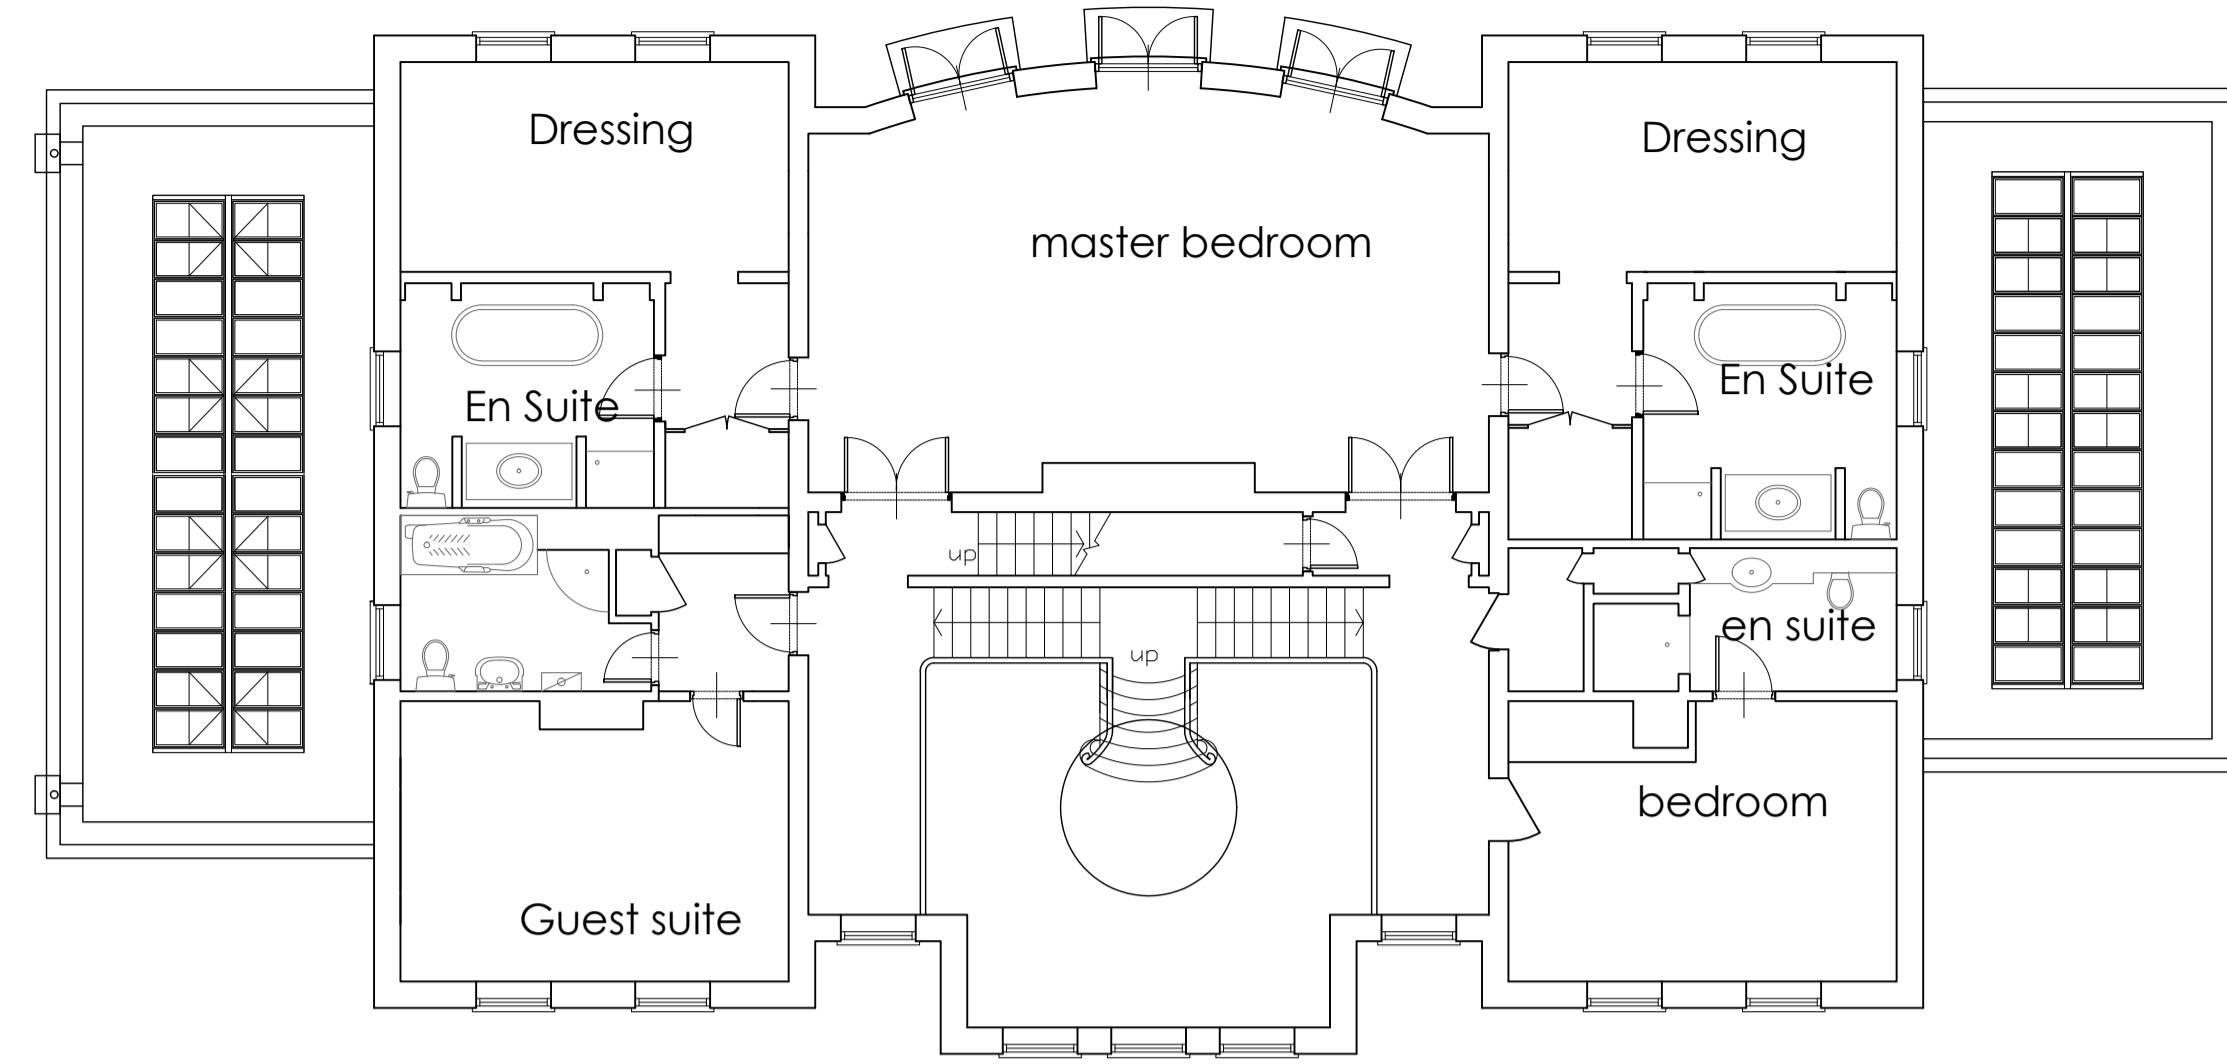 Dressing
Dressing
master bedroom
En Suite
En Suite
up
en suite
up
bedroom
Guest suite